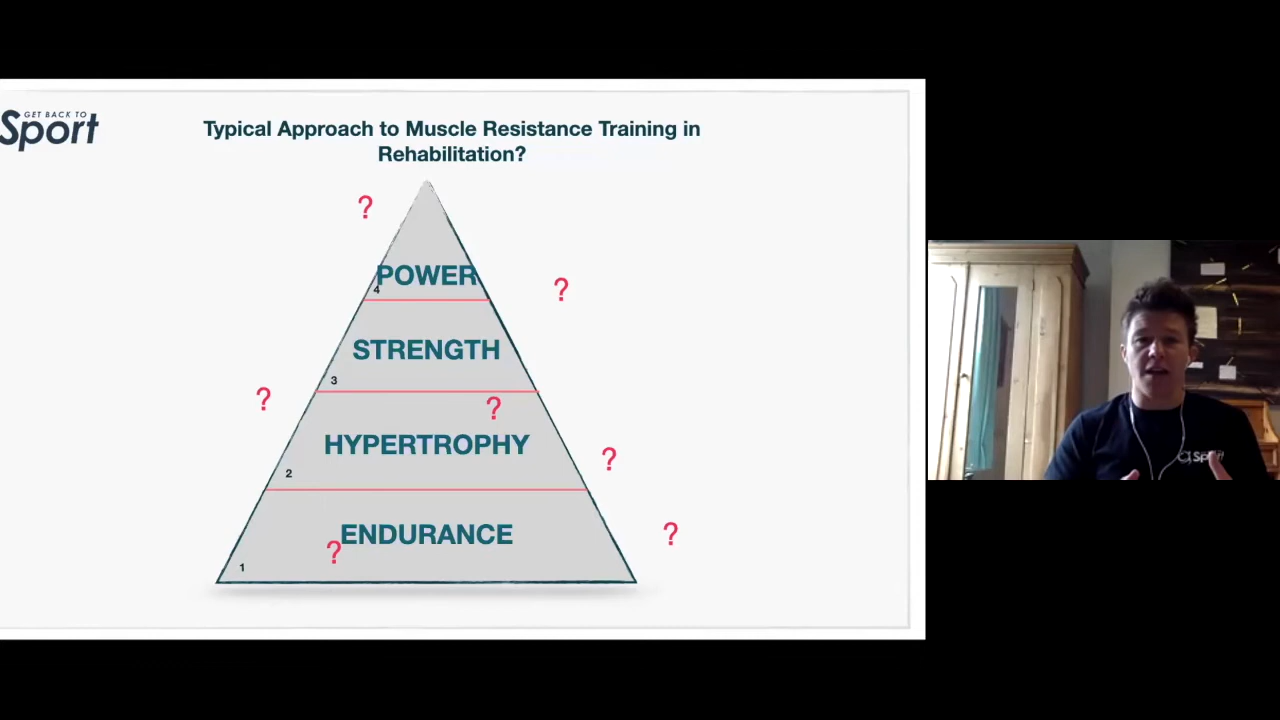 GET BACK TO
Sport
Typical Approach to Muscle Resistance Training in
Rehabilitation?
?
POWER
4
?
STRENGTH
3
?
?
HYPERTROPHY
2
?
ENDURANCE
?
?
1